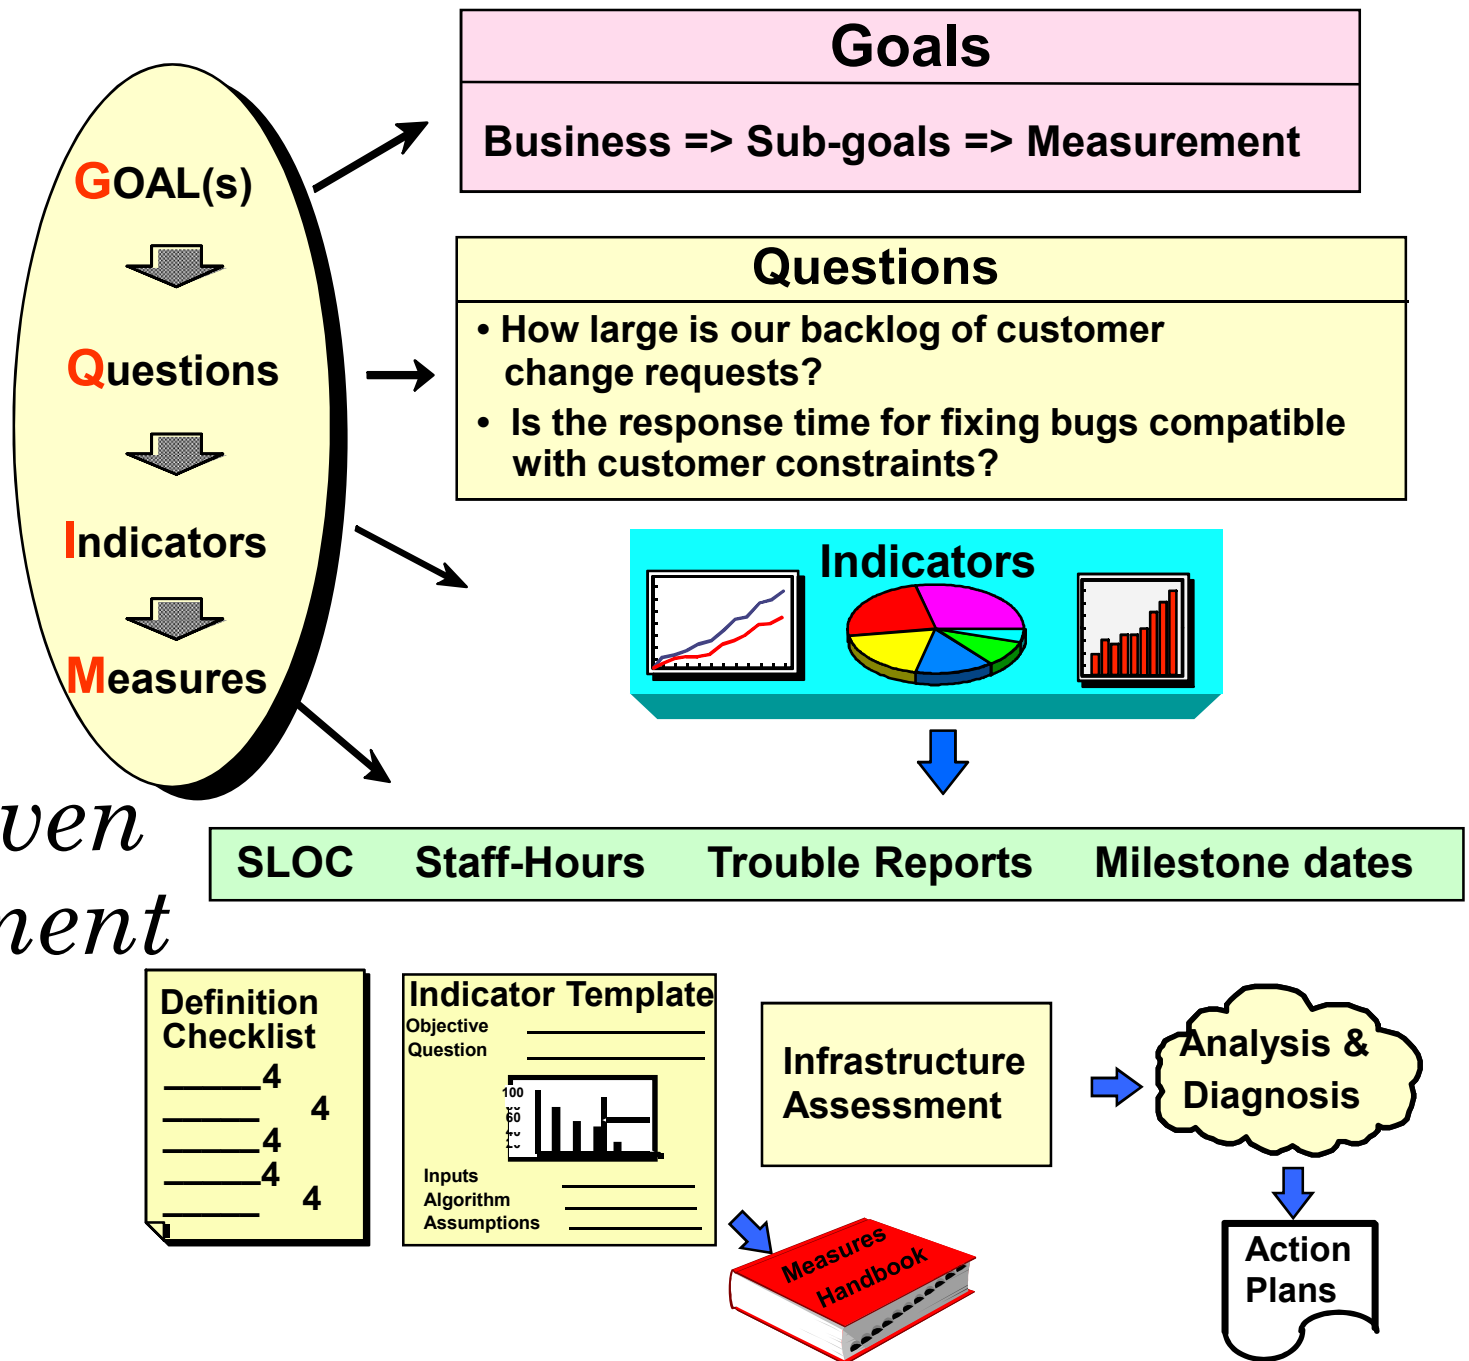 Goals
Business => Sub-goals => Measurement
GOAL(s)
Questions
Indicators
Measures
Questions
• How large is our backlog of customer
change requests?
• Is the response time for fixing bugs compatible
with customer constraints?
Indicators
ven
ment
SLOC Staff-Hours Trouble Reports Milestone dates
Definition
Checklist
4
4
4
4
4
Indicator Template
Objective
Question
100
60
Inputs
Algorithm
Assumptions
Measures
Handbook
Infrastructure
Assessment
Analysis &
Diagnosis
Action
Plans